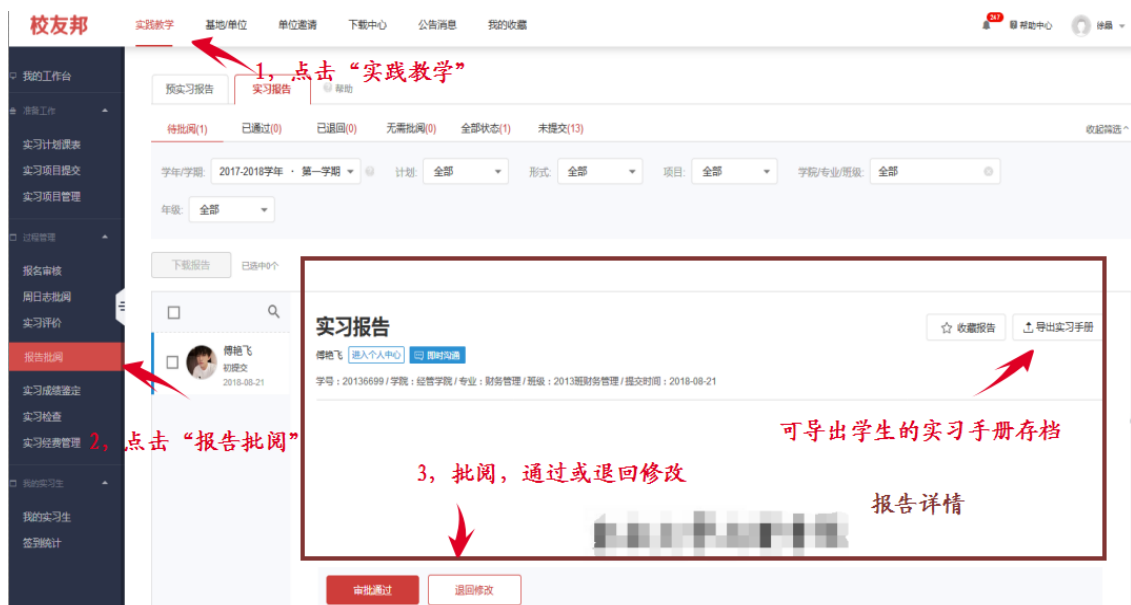 校友邦 实践教学 基地/单位 单位邀请 下载中心 公告消息 我的收藏 247 帮助中心 徐晶
1，点击“实践教学”
我的工作台
预实习报告 实习报告 帮助
准备工作
待批阅(1) 已通过(0) 已退回(0) 无需批阅(0) 全部状态(1) 未提交(13) 收起筛选
实习计划课表
实习项目提交
学年/学期: 2017-2018学年 · 第一学期 计划: 全部 形式: 全部 项目: 全部 学院/专业/班级: 全部
实习项目管理
年级: 全部
过程管理
下载报告 已选中0个
报名审核
周日志批阅
实习评价
实习报告
收藏报告 导出实习手册
报告批阅
傅艳飞
初提交
2018-08-21
傅艳飞 进入个人中心 即时沟通
学号：20136699 / 学院：经管学院 / 专业：财务管理 / 班级：2013班财务管理 / 提交时间：2018-08-21
实习成绩鉴定
实习检查
实习经费管理
2，点击“报告批阅”
可导出学生的实习手册存档
3，批阅，通过或退回修改
我的实习生
报告详情
我的实习生
签到统计
审批通过 退回修改